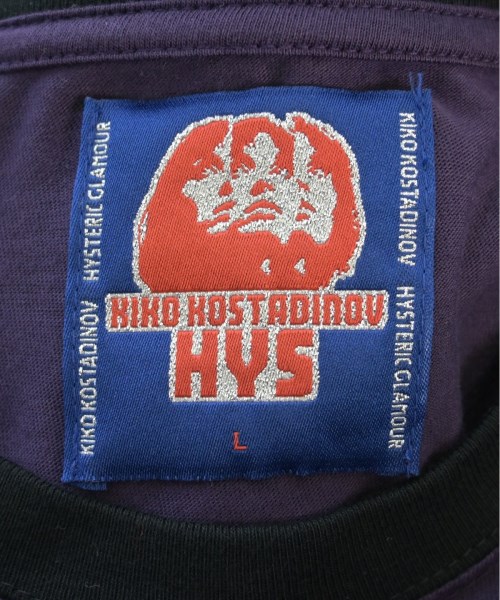 KIKO KOSTADINOV HYSTERIC GLAMOUR
KIKO KOSTADINOV
HYS
L
KIKO KOSTADINOV HYSTERIC GLAMOUR